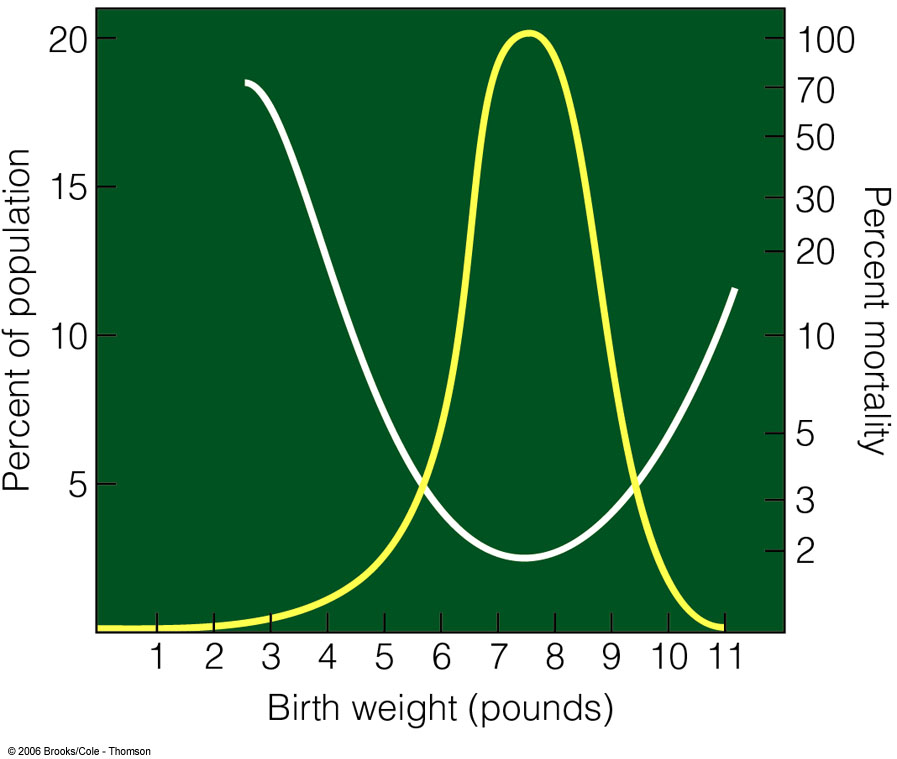 Percent of population
20
15
10
5
100
70
50
30
20
10
5
3
2
Percent mortality
1 2 3 4 5 6 7 8 9 10 11
Birth weight (pounds)
© 2006 Brooks/Cole - Thomson